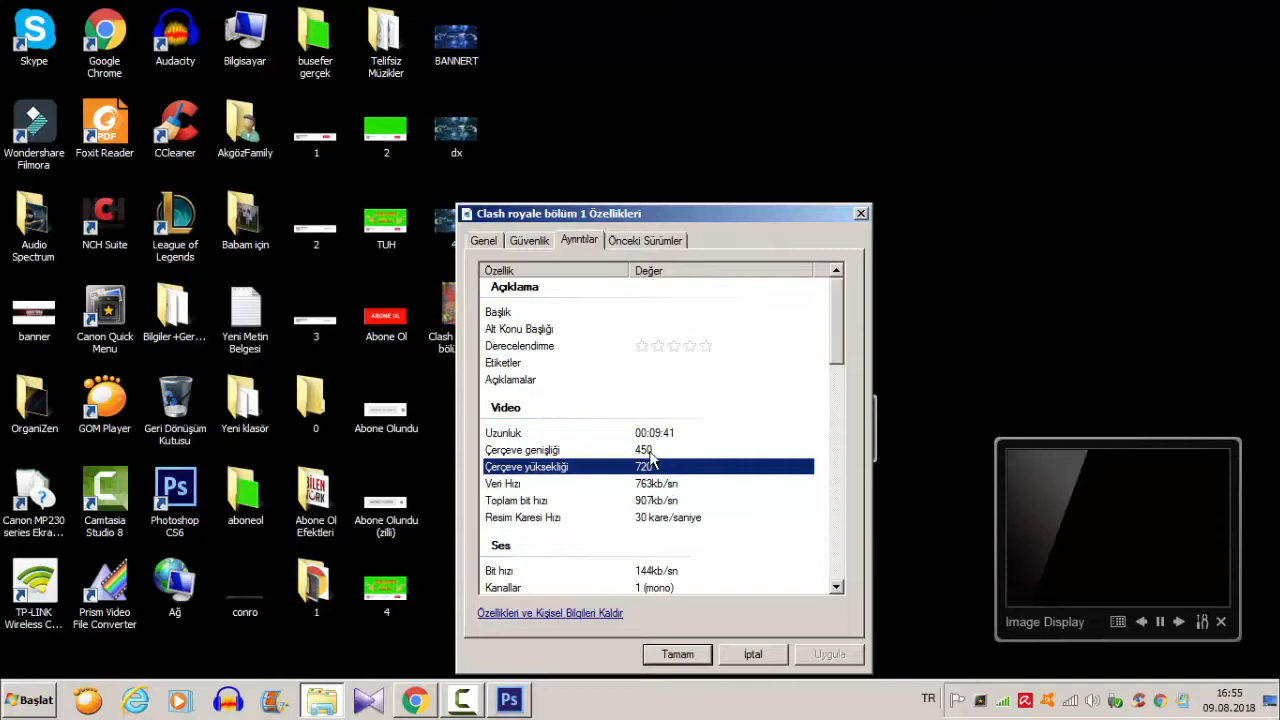 Skype
Google Chrome
Audacity
Bilgisayar
busefer gerçek
Telifsiz Müzikler
BANNERT
Wondershare Filmora
Foxit Reader
CCleaner
AkgözFamily
1
2
dx
Audio Spectrum
NCH Suite
League of Legends
Babam için
2
TUH
banner
Canon Quick Menu
Bilgiler+Ger...
Yeni Metin Belgesi
3
Abone Ol
Clash
OrganiZen
GOM Player
Geri Dönüşüm Kutusu
Yeni klasör
0
Abone Olundu
Canon MP230 series Ekra...
Camtasia Studio 8
Photoshop CS6
aboneol
Abone Ol Efektleri
Abone Olundu (zilli)
TP-LINK Wireless C...
Prism Video File Converter
Ağ
conro
1
4
ABONE OL
Clash royale bölüm 1 Özellikleri
Genel Güvenlik Ayrıntılar Önceki Sürümler
Özellik Değer
Açıklama
Başlık
Alt Konu Başlığı
Derecelendirme
Etiketler
Açıklamalar
Video
Uzunluk 00:09:41
Çerçeve genişliği 450
Çerçeve yüksekliği 720
Veri Hızı 763kb/sn
Toplam bit hızı 907kb/sn
Resim Karesi Hızı 30 kare/saniye
Ses
Bit hızı 144kb/sn
Kanallar 1 (mono)
Özellikleri ve Kişisel Bilgileri Kaldır
Tamam İptal Uygula
Image Display
Başlat
TR
16:55
09.08.2018